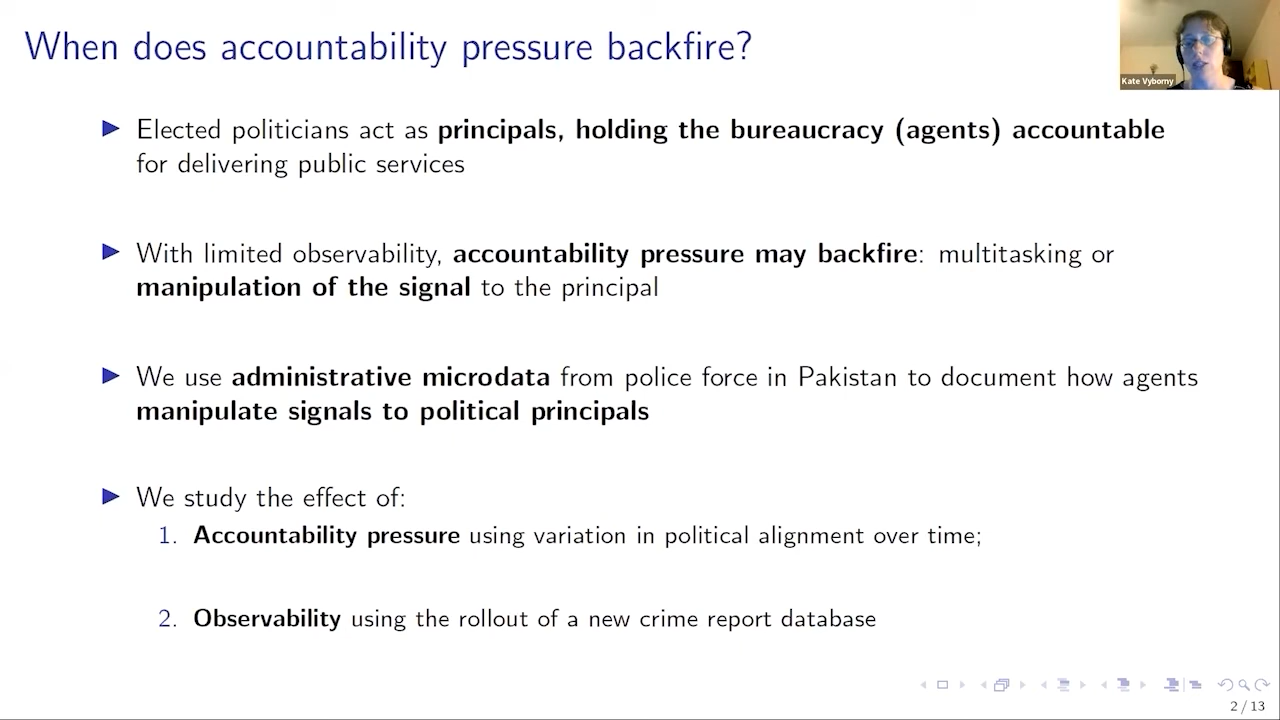 When does accountability pressure backfire?
Kate Vyborny
Elected politicians act as principals, holding the bureaucracy (agents) accountable
for delivering public services
With limited observability, accountability pressure may backfire: multitasking or
manipulation of the signal to the principal
We use administrative microdata from police force in Pakistan to document how agents
manipulate signals to political principals
We study the effect of:
1. Accountability pressure using variation in political alignment over time;
2. Observability using the rollout of a new crime report database
2 / 13